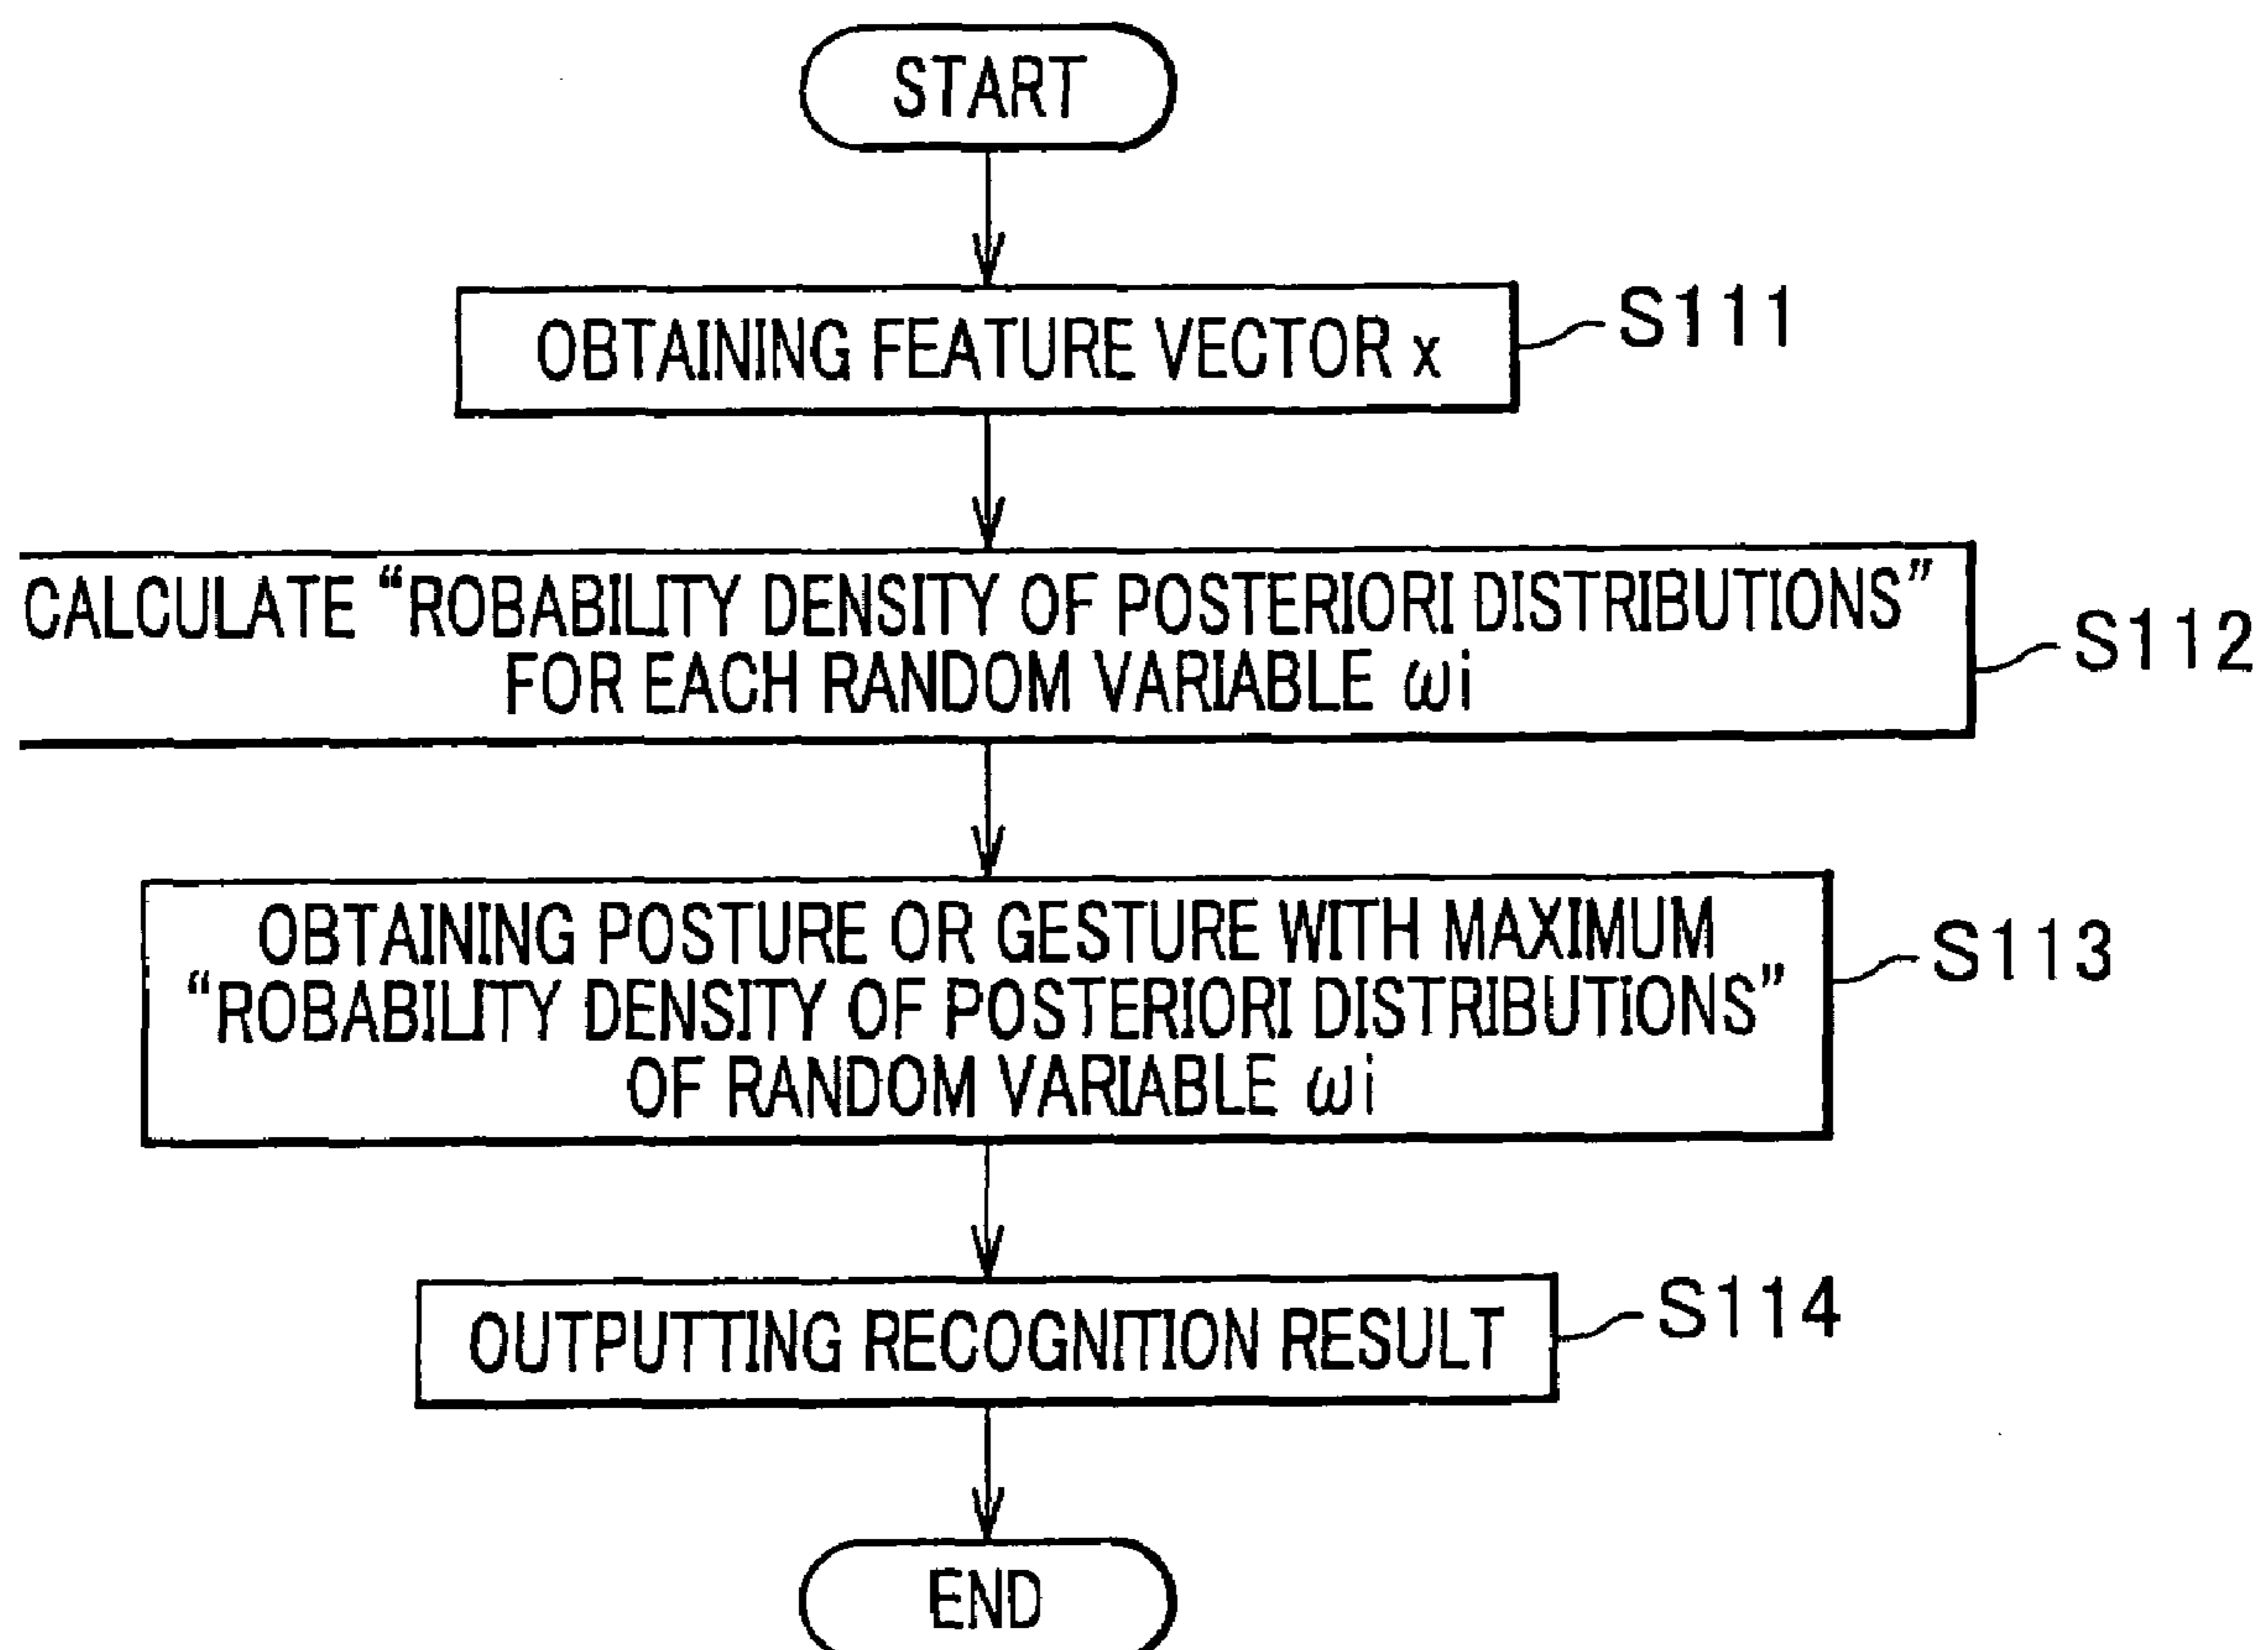 START
OBTAINING FEATURE VECTOR x
S111
CALCULATE “ROBABILITY DENSITY OF POSTERIORI DISTRIBUTIONS”
FOR EACH RANDOM VARIABLE ωi
S112
OBTAINING POSTURE OR GESTURE WITH MAXIMUM
“ROBABILITY DENSITY OF POSTERIORI DISTRIBUTIONS”
OF RANDOM VARIABLE ωi
S113
OUTPUTTING RECOGNITION RESULT
S114
END